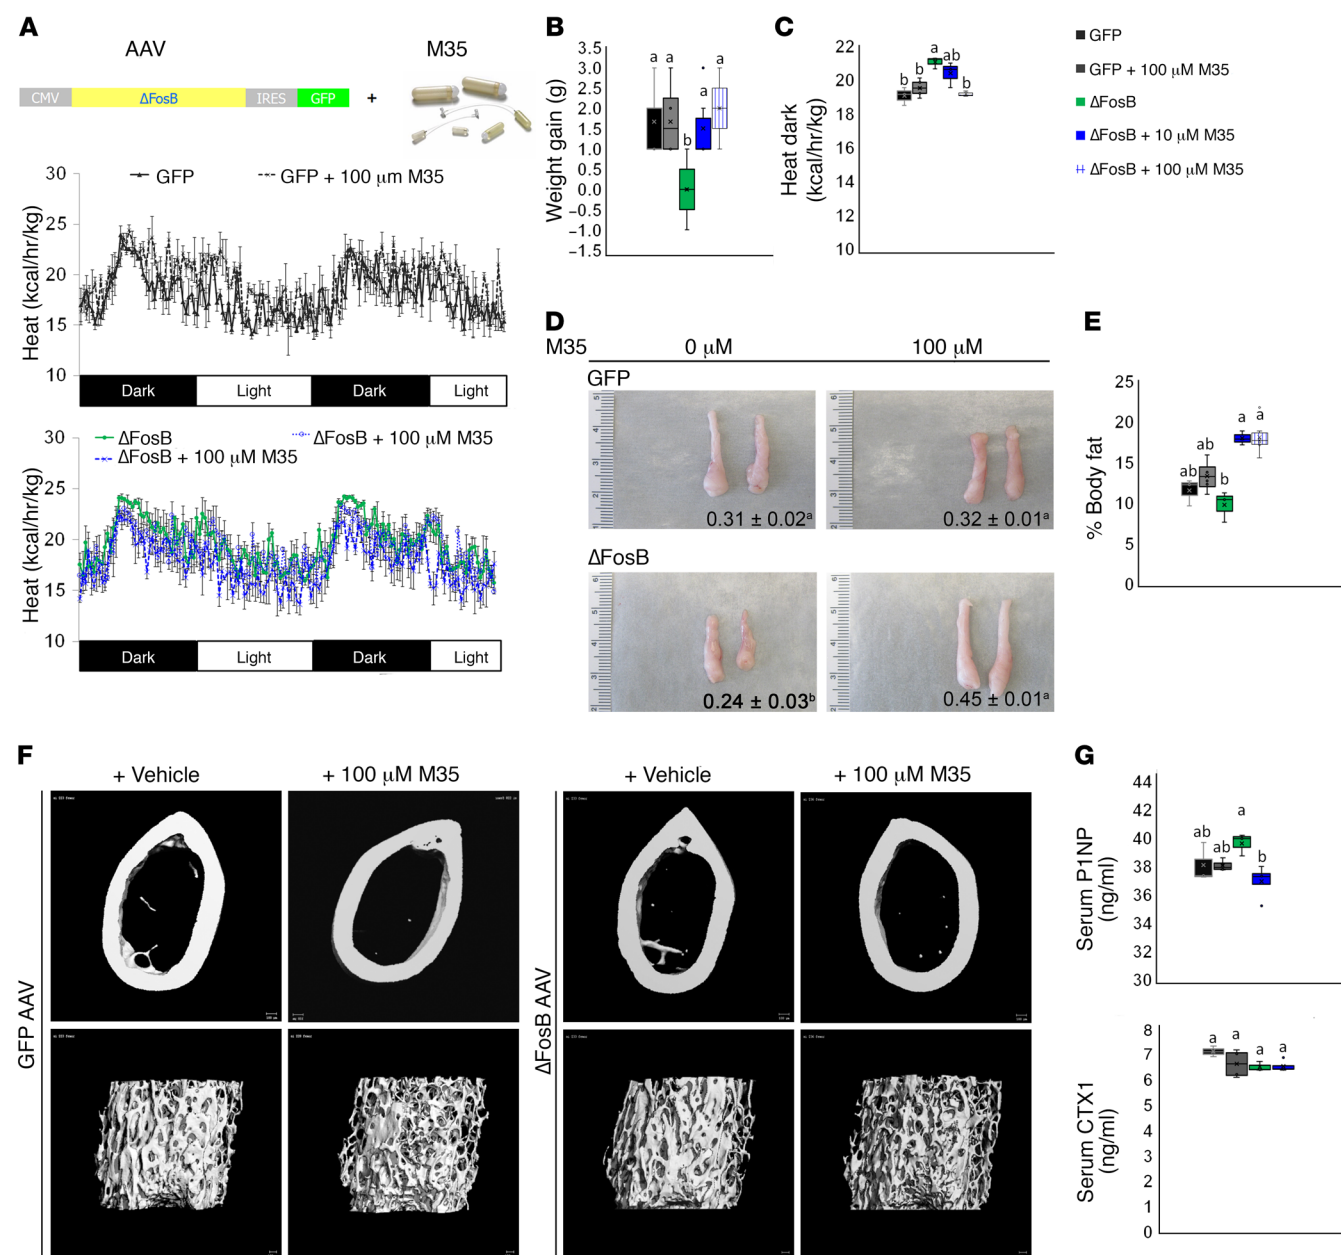 A
AAV
M35
CMV
ΔFosB
IRES
GFP
+
GFP
GFP + 100 μm M35
Heat (kcal/hr/kg)
30
25
20
15
10
Dark
Light
Dark
Light
ΔFosB
ΔFosB + 100 μM M35
ΔFosB + 100 μM M35
Heat (kcal/hr/kg)
30
25
20
15
10
Dark
Light
Dark
Light
B
Weight gain (g)
3.5
3.0
2.5
2.0
1.5
1.0
0.5
0.0
−0.5
−1.0
−1.5
a
a
b
a
a
C
Heat dark
(kcal/hr/kg)
22
20
18
16
14
12
10
b
b
a
ab
b
GFP
GFP + 100 μM M35
ΔFosB
ΔFosB + 10 μM M35
ΔFosB + 100 μM M35
D
M35
0 μM
100 μM
GFP
0.31 ± 0.02a
0.32 ± 0.01a
ΔFosB
0.24 ± 0.03b
0.45 ± 0.01a
E
% Body fat
25
20
15
10
5
0
ab
ab
b
a
a
F
+ Vehicle
+ 100 μM M35
+ Vehicle
+ 100 μM M35
GFP AAV
ΔFosB AAV
G
Serum P1NP
(ng/ml)
44
42
40
38
36
34
32
30
ab
ab
a
b
Serum CTX1
(ng/ml)
8
7
6
5
4
3
2
1
0
a
a
a
a